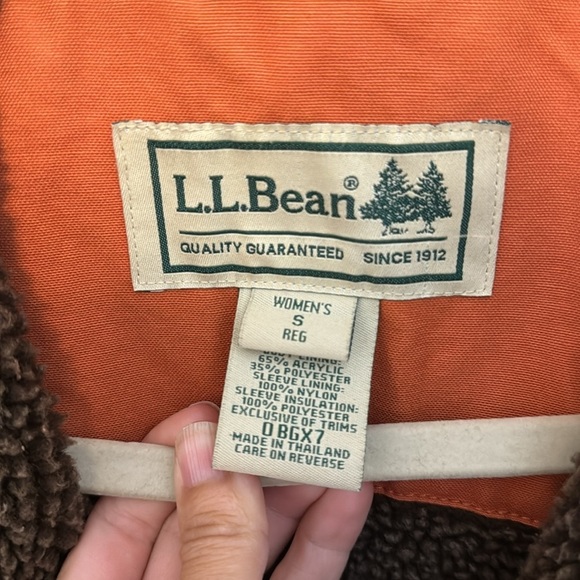 L.L.Bean®
QUALITY GUARANTEED SINCE 1912
WOMEN'S
S
REG
LINING:
65% ACRYLIC
35% POLYESTER
SLEEVE LINING:
100% NYLON
SLEEVE INSULATION:
100% POLYESTER
EXCLUSIVE OF TRIMS
0BGX7
MADE IN THAILAND
CARE ON REVERSE